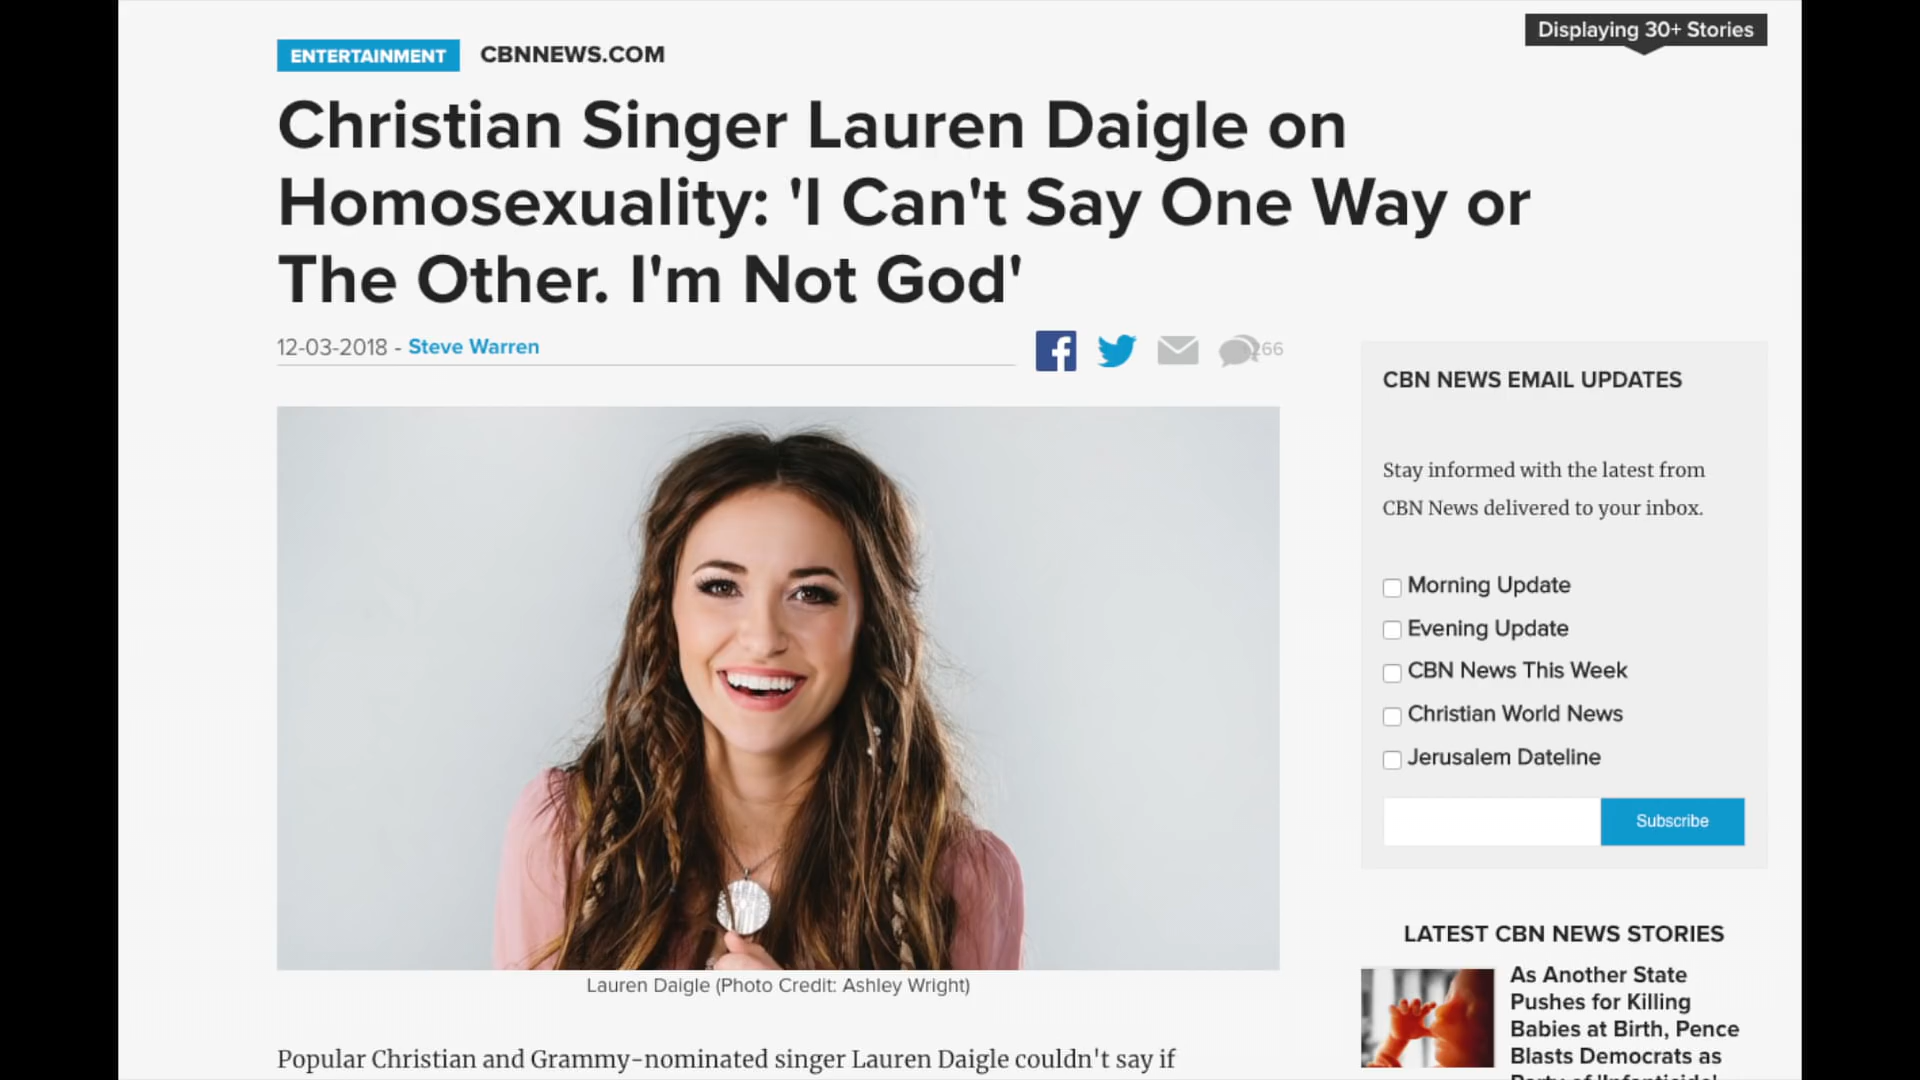 Displaying 30+ Stories
ENTERTAINMENT CBNNEWS.COM
Christian Singer Lauren Daigle on
Homosexuality: 'I Can't Say One Way or
The Other. I'm Not God'
12-03-2018 - Steve Warren
Lauren Daigle (Photo Credit: Ashley Wright)
Popular Christian and Grammy-nominated singer Lauren Daigle couldn't say if
CBN NEWS EMAIL UPDATES
Stay informed with the latest from
CBN News delivered to your inbox.
Morning Update
Evening Update
CBN News This Week
Christian World News
Jerusalem Dateline
Subscribe
LATEST CBN NEWS STORIES
As Another State
Pushes for Killing
Babies at Birth, Pence
Blasts Democrats as